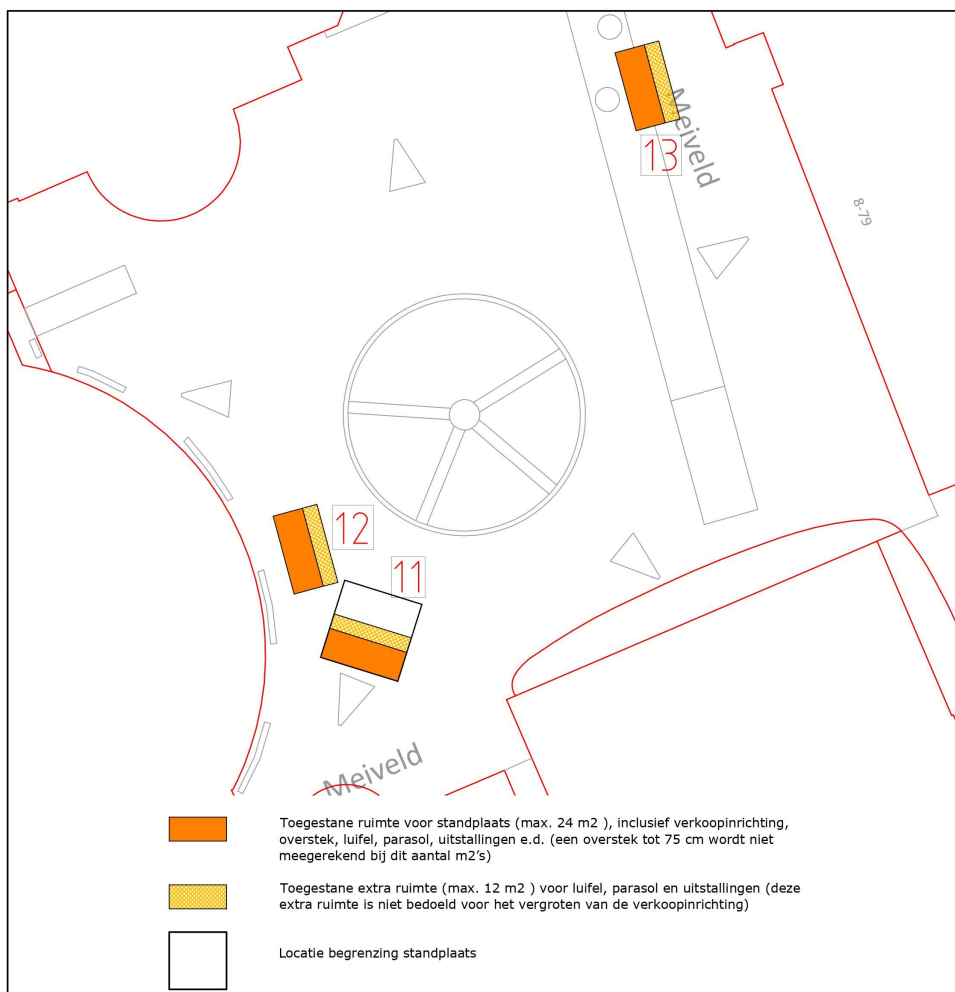 Meiveld
13
8-79
12
11
Meiveld
Toegestane ruimte voor standplaats (max. 24 m2 ), inclusief verkoopinrichting,
overstek, luifel, parasol, uitstallingen e.d. (een overstek tot 75 cm wordt niet
meegerekend bij dit aantal m2’s)
Toegestane extra ruimte (max. 12 m2 ) voor luifel, parasol en uitstallingen (deze
extra ruimte is niet bedoeld voor het vergroten van de verkoopinrichting)
Locatie begrenzing standplaats